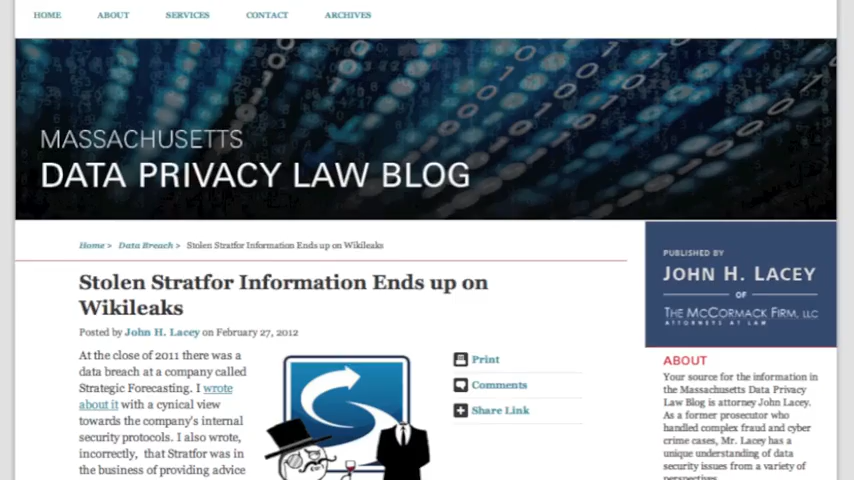 HOME ABOUT SERVICES CONTACT ARCHIVES
MASSACHUSETTS
DATA PRIVACY LAW BLOG
Home > Data Breach > Stolen Stratfor Information Ends up on Wikileaks
Stolen Stratfor Information Ends up on
Wikileaks
Posted by John H. Lacey on February 27, 2012
At the close of 2011 there was a
data breach at a company called
Strategic Forecasting. I wrote
about it with a cynical view
towards the company's internal
security protocols. I also wrote,
incorrectly, that Stratfor was in
the business of providing advice
Print
Comments
Share Link
PUBLISHED BY
JOHN H. LACEY
OF
THE MCCORMACK FIRM, LLC
ATTORNEYS AT LAW
ABOUT
Your source for the information in
the Massachusetts Data Privacy
Law Blog is attorney John Lacey.
As a former prosecutor who
handled complex fraud and cyber
crime cases, Mr. Lacey has a
unique understanding of data
security issues from a variety of
perspectives.